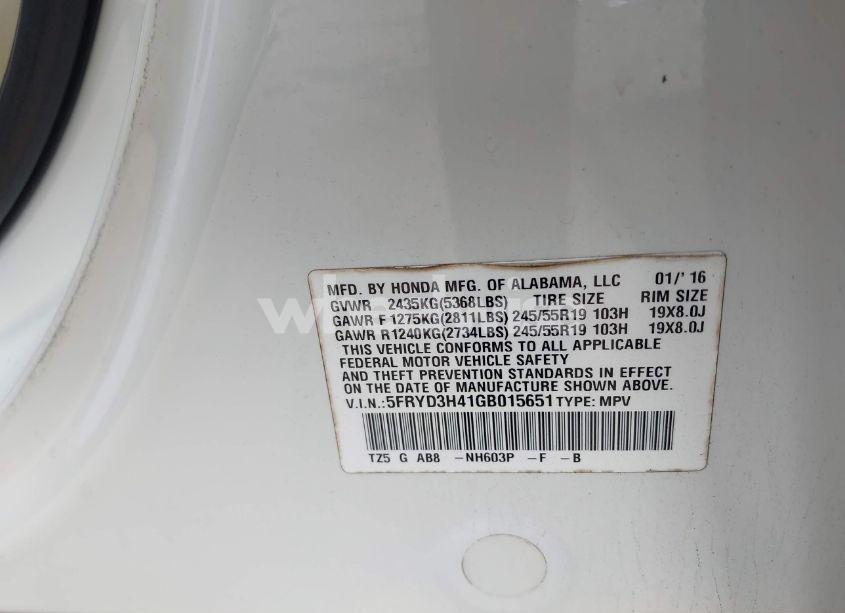 MFD. BY HONDA MFG. OF ALABAMA, LLC 01/'16
GVWR 2435KG(5368LBS) TIRE SIZE RIM SIZE
GAWR F1275KG(2811LBS) 245/55R19 103H 19X8.0J
GAWR R1240KG(2734LBS) 245/55R19 103H 19X8.0J
THIS VEHICLE CONFORMS TO ALL APPLICABLE
FEDERAL MOTOR VEHICLE SAFETY
AND THEFT PREVENTION STANDARDS IN EFFECT
ON THE DATE OF MANUFACTURE SHOWN ABOVE.
V.I.N.: 5FRYD3H41GB015651 TYPE: MPV
TZ5 G AB8 -NH603P -F -B